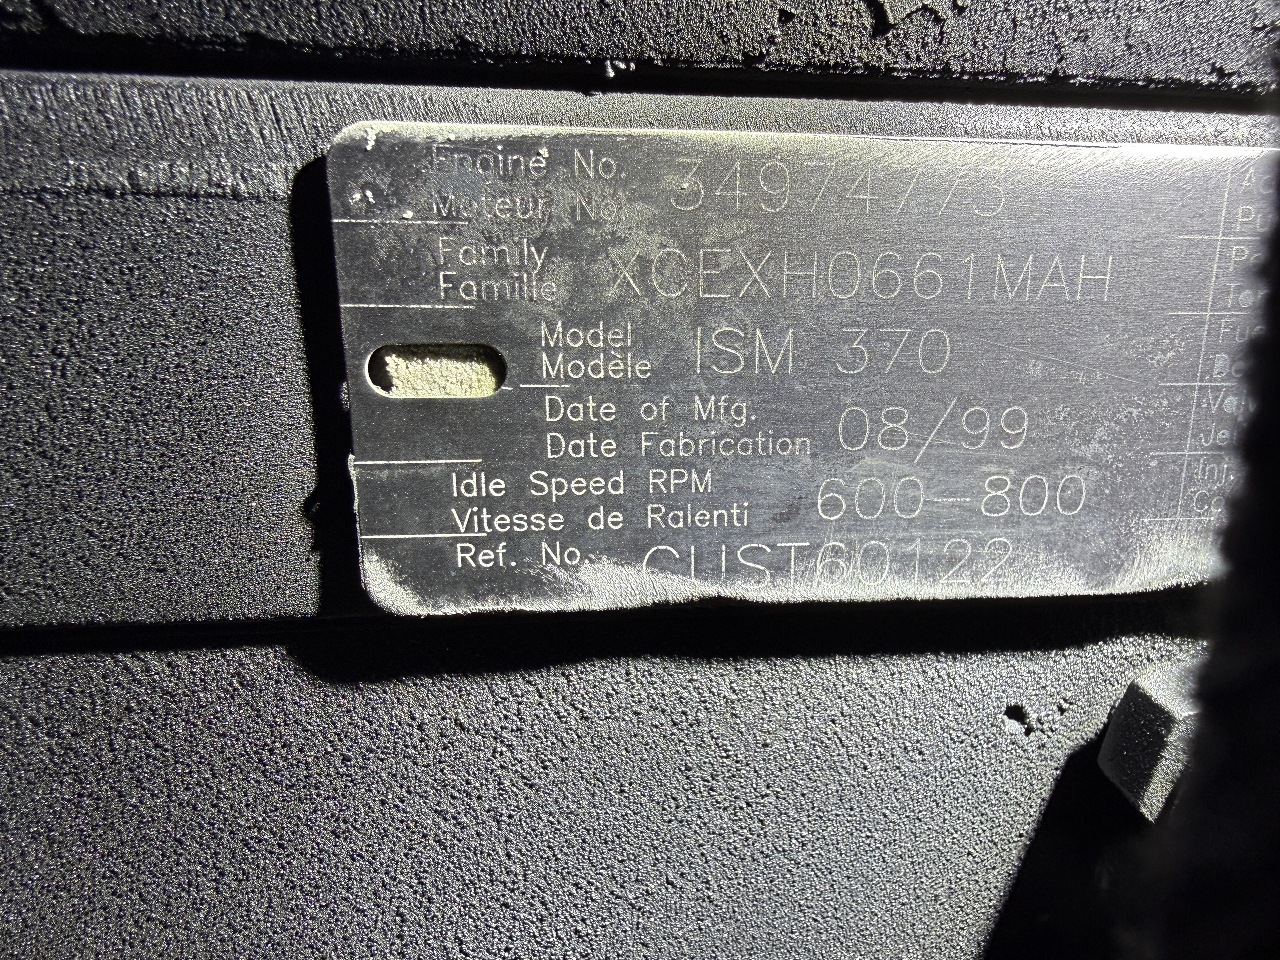 Engine No. 34974773
Moteur No.
Family XCEXH0661MAH
Famille
Model ISM 370
Modèle
Date of Mfg. 08/99
Date Fabrication
Idle Speed RPM 600-800
Vitesse de Ralenti
Ref. No. CUST60122